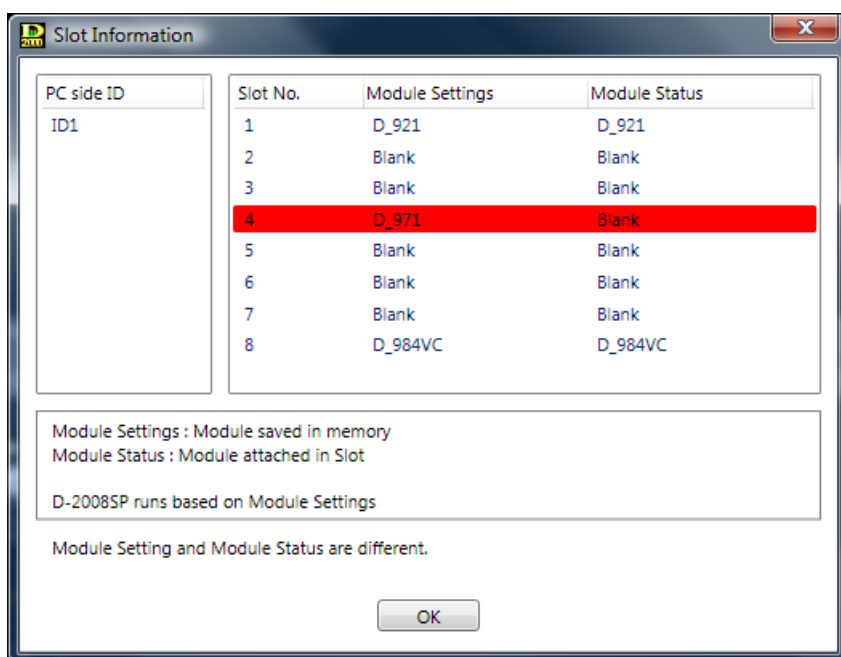 Slot Information
PC side ID Slot No. Module Settings Module Status
ID1 1 D_921 D_921
2 Blank Blank
3 Blank Blank
4 D_971 Blank
5 Blank Blank
6 Blank Blank
7 Blank Blank
8 D_984VC D_984VC
Module Settings : Module saved in memory
Module Status : Module attached in Slot
D-2008SP runs based on Module Settings
Module Setting and Module Status are different.
OK